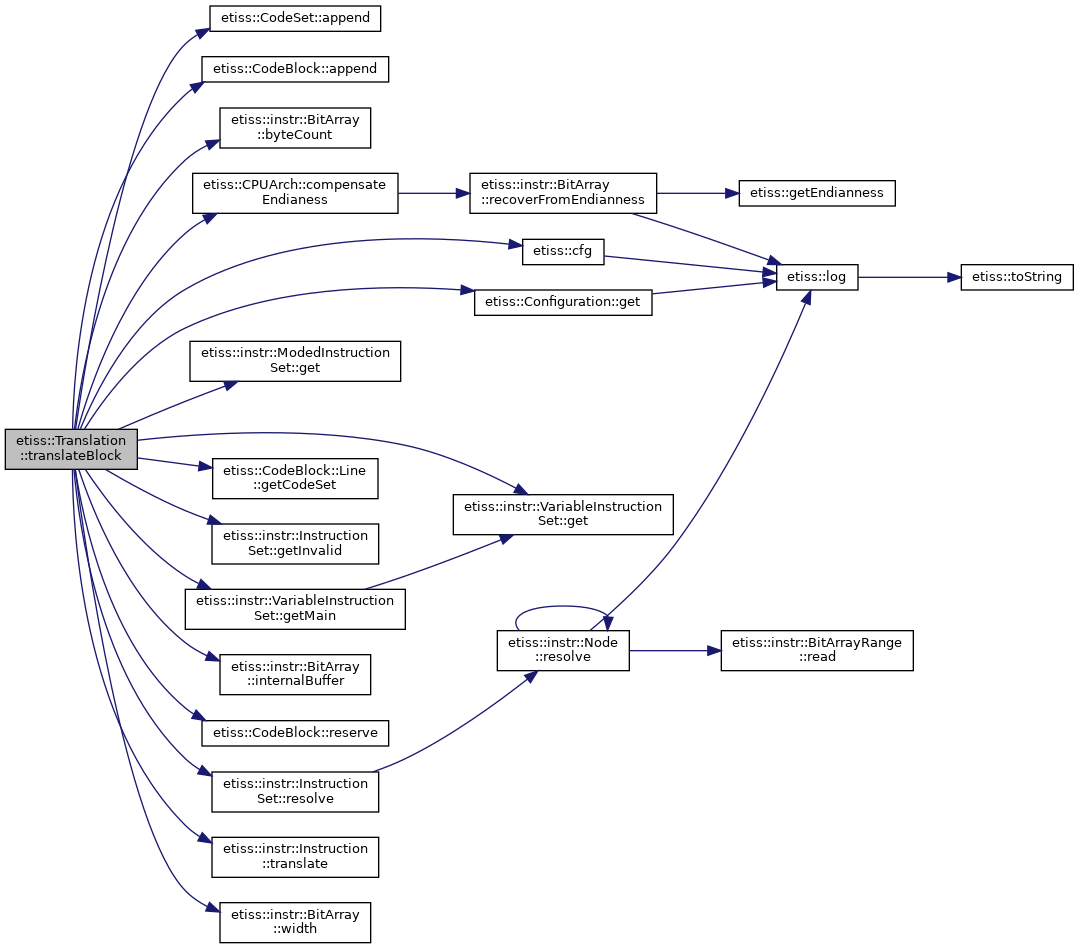 etiss::CodeSet::append
etiss::CodeBlock::append
etiss::instr::BitArray
::byteCount
etiss::CPUArch::compensate
Endianess
etiss::instr::BitArray
::recoverFromEndianness
etiss::getEndianness
etiss::cfg
etiss::log
etiss::toString
etiss::Configuration::get
etiss::instr::ModedInstruction
Set::get
etiss::Translation
::translateBlock
etiss::CodeBlock::Line
::getCodeSet
etiss::instr::VariableInstruction
Set::get
etiss::instr::Instruction
Set::getInvalid
etiss::instr::VariableInstruction
Set::getMain
etiss::instr::Node
::resolve
etiss::instr::BitArrayRange
::read
etiss::instr::BitArray
::internalBuffer
etiss::CodeBlock::reserve
etiss::instr::Instruction
Set::resolve
etiss::instr::Instruction
::translate
etiss::instr::BitArray
::width